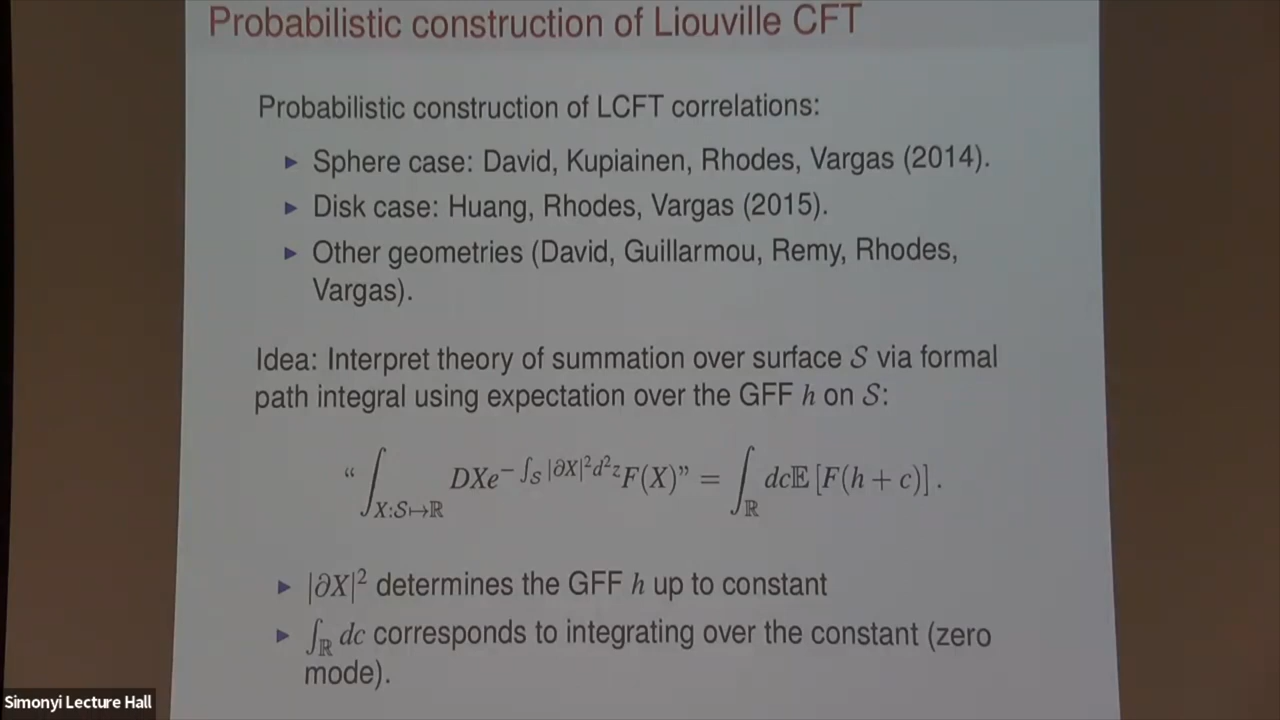 Probabilistic construction of Liouville CFT
Probabilistic construction of LCFT correlations:
▶ Sphere case: David, Kupiainen, Rhodes, Vargas (2014).
▶ Disk case: Huang, Rhodes, Vargas (2015).
▶ Other geometries (David, Guillarmou, Remy, Rhodes,
Vargas).
Idea: Interpret theory of summation over surface 𝒮 via formal
path integral using expectation over the GFF h on 𝒮:
“ ∫_{X:𝒮↦ℝ} DXe^{− ∫_𝒮 |∂X|²d²z}F(X)” = ∫_ℝ dc𝔼 [F(h + c)] .
▶ |∂X|² determines the GFF h up to constant
▶ ∫_ℝ dc corresponds to integrating over the constant (zero
mode).
Simonyi Lecture Hall